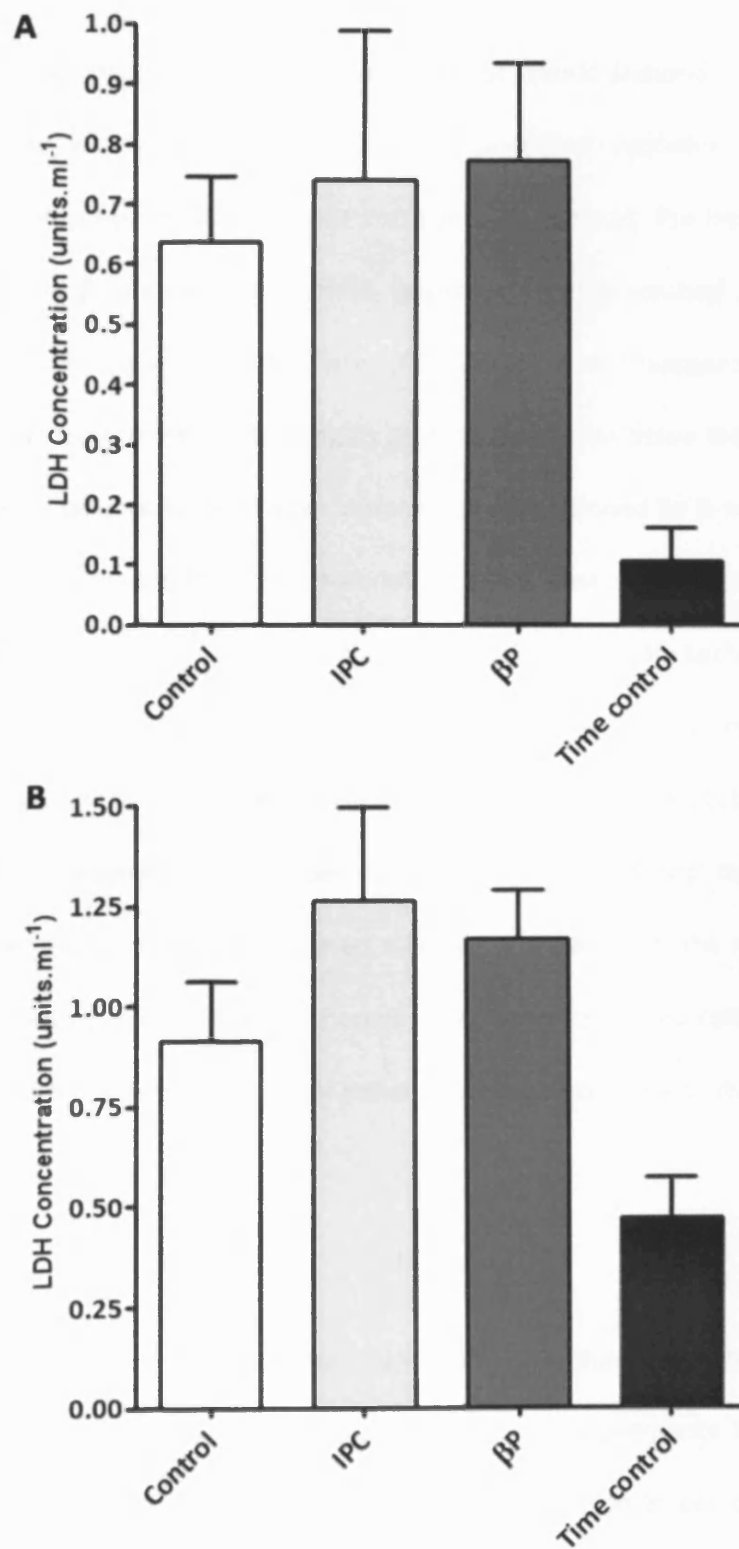 A
LDH Concentration (units.ml⁻¹)
1.0
0.9
0.8
0.7
0.6
0.5
0.4
0.3
0.2
0.1
0.0
Control
IPC
βP
Time control
B
LDH Concentration (units.ml⁻¹)
1.50
1.25
1.00
0.75
0.50
0.25
0.00
Control
IPC
βP
Time control